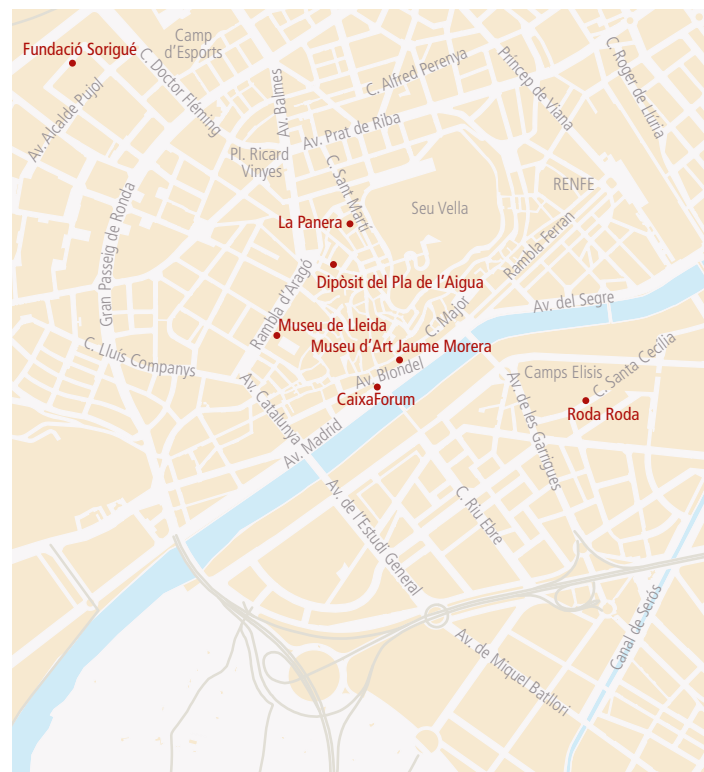 Camp
d'Esports
Fundació Sorigué
C. Doctor Fléming
C. Alfred Perenya
Príncep de Viana
C. Roger de Llúria
Av. Alcalde Pujol
Av. Balmes
Av. Prat de Riba
Pl. Ricard
Vinyes
C. Sant Martí
RENFE
Gran Passeig de Ronda
La Panera
Seu Vella
Rambla Ferran
Dipòsit del Pla de l'Aigua
Rambla d'Aragó
Av. del Segre
C. Major
Museu de Lleida
Museu d'Art Jaume Morera
C. Lluís Companys
Av. Blondel
CaixaForum
Camps Elisis
C. Santa Cecília
Roda Roda
Av. Catalunya
Av. Madrid
Av. de les Garrigues
Av. de l'Estudi General
C. Riu Ebre
Canal de Serós
Av. de Miquel Batllori